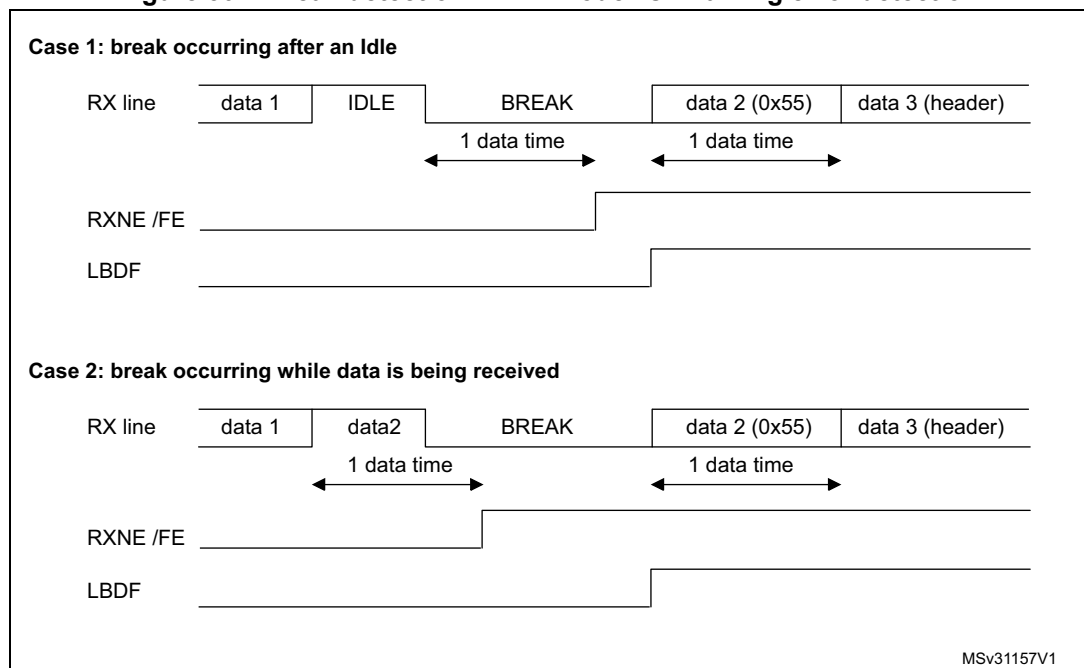 Case 1: break occurring after an Idle
RX line data 1 IDLE BREAK data 2 (0x55) data 3 (header)
1 data time 1 data time
RXNE /FE
LBDF
Case 2: break occurring while data is being received
RX line data 1 data2 BREAK data 2 (0x55) data 3 (header)
1 data time 1 data time
RXNE /FE
LBDF
MSv31157V1